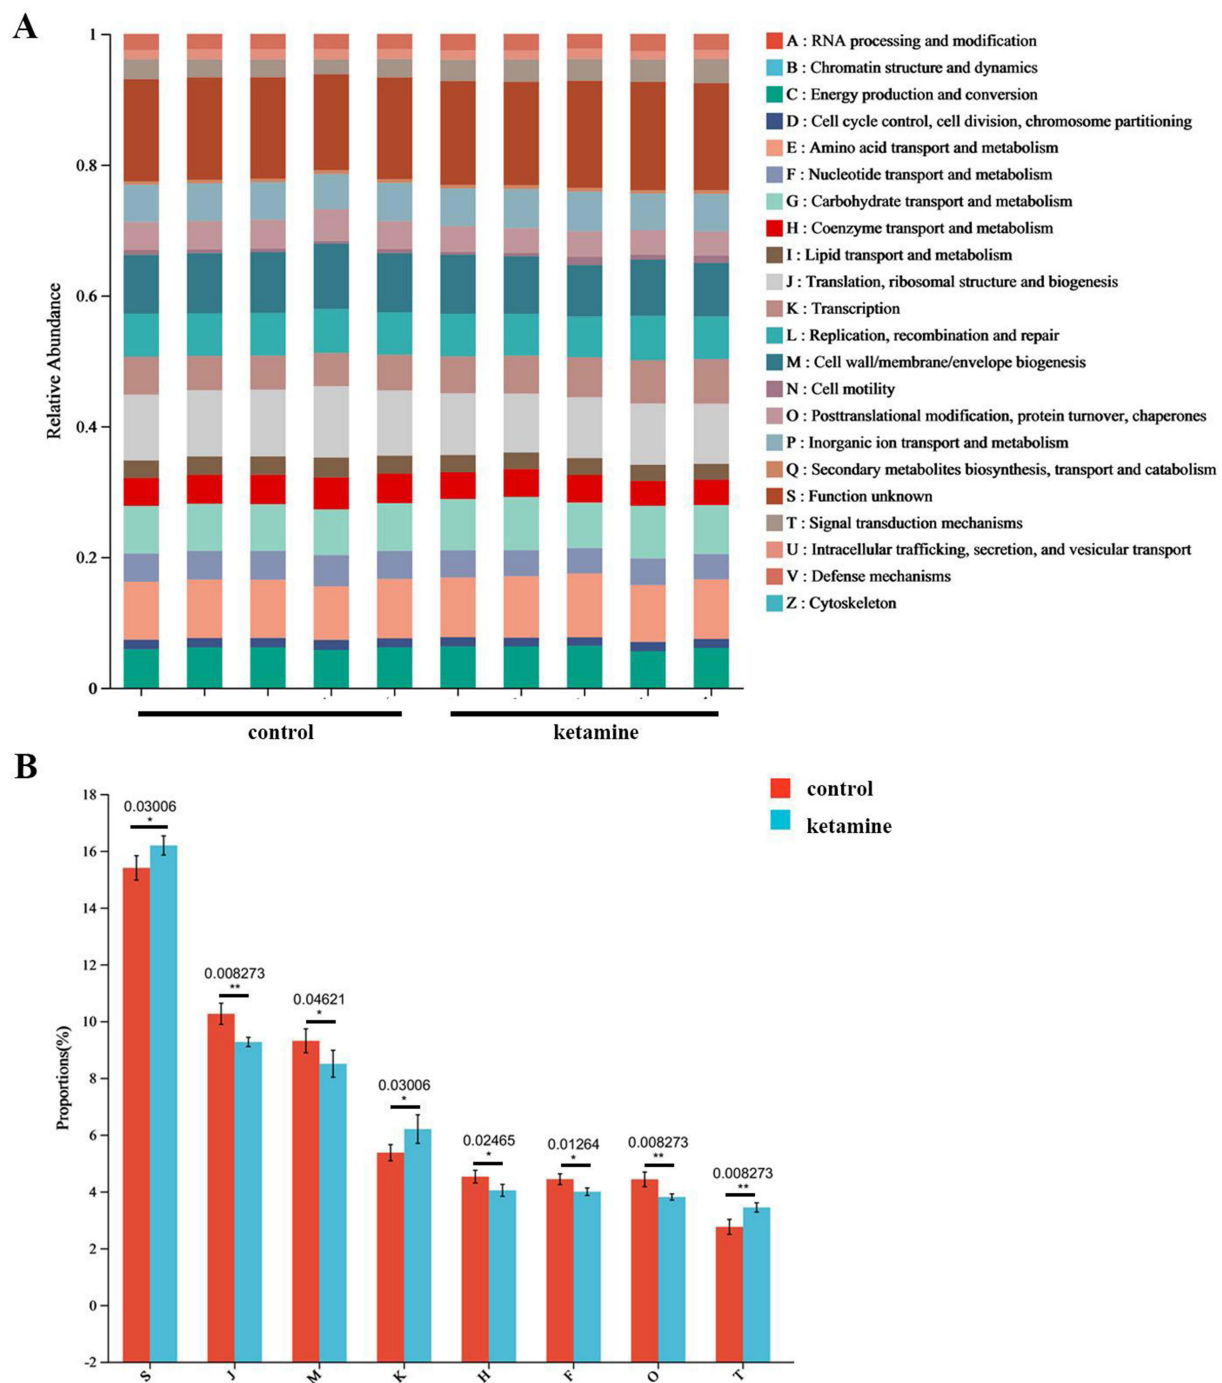 A
1
0.8
0.6
0.4
0.2
0
Relative Abundance
control
ketamine
A : RNA processing and modification
B : Chromatin structure and dynamics
C : Energy production and conversion
D : Cell cycle control, cell division, chromosome partitioning
E : Amino acid transport and metabolism
F : Nucleotide transport and metabolism
G : Carbohydrate transport and metabolism
H : Coenzyme transport and metabolism
I : Lipid transport and metabolism
J : Translation, ribosomal structure and biogenesis
K : Transcription
L : Replication, recombination and repair
M : Cell wall/membrane/envelope biogenesis
N : Cell motility
O : Posttranslational modification, protein turnover, chaperones
P : Inorganic ion transport and metabolism
Q : Secondary metabolites biosynthesis, transport and catabolism
S : Function unknown
T : Signal transduction mechanisms
U : Intracellular trafficking, secretion, and vesicular transport
V : Defense mechanisms
Z : Cytoskeleton
B
control
ketamine
18
16
14
12
10
8
6
4
2
0
-2
Proportions(%)
0.03006
*
0.008273
**
0.04621
*
0.03006
*
0.02465
*
0.01264
*
0.008273
**
0.008273
**
S
J
M
K
H
F
O
T